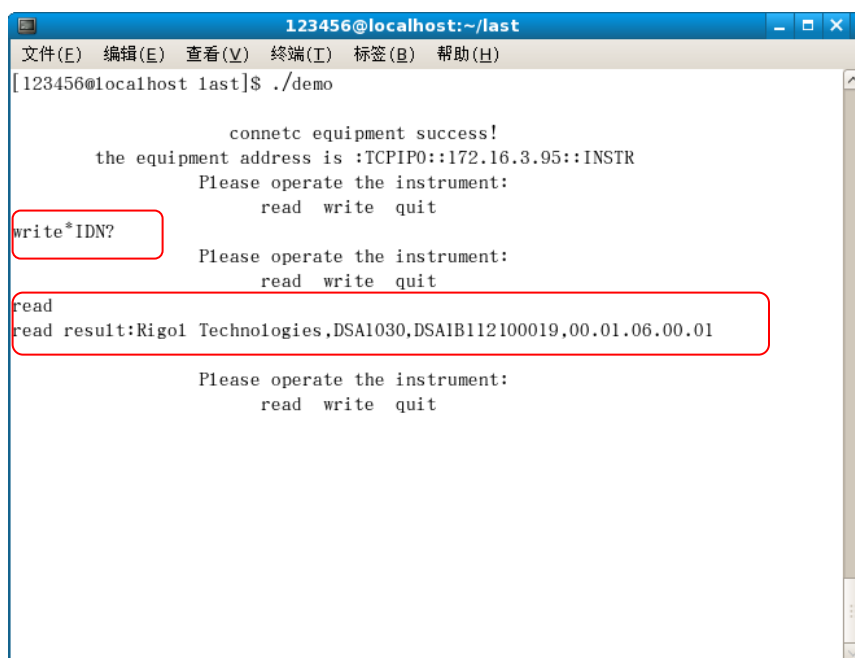 123456@localhost:~/last
文件(F) 编辑(E) 查看(V) 终端(T) 标签(B) 帮助(H)
[123456@localhost last]$ ./demo
connetc equipment success!
the equipment address is :TCPIP0::172.16.3.95::INSTR
Please operate the instrument:
read write quit
write*IDN?
Please operate the instrument:
read write quit
read
read result:Rigol Technologies,DSA1030,DSA1B112100019,00.01.06.00.01
Please operate the instrument:
read write quit